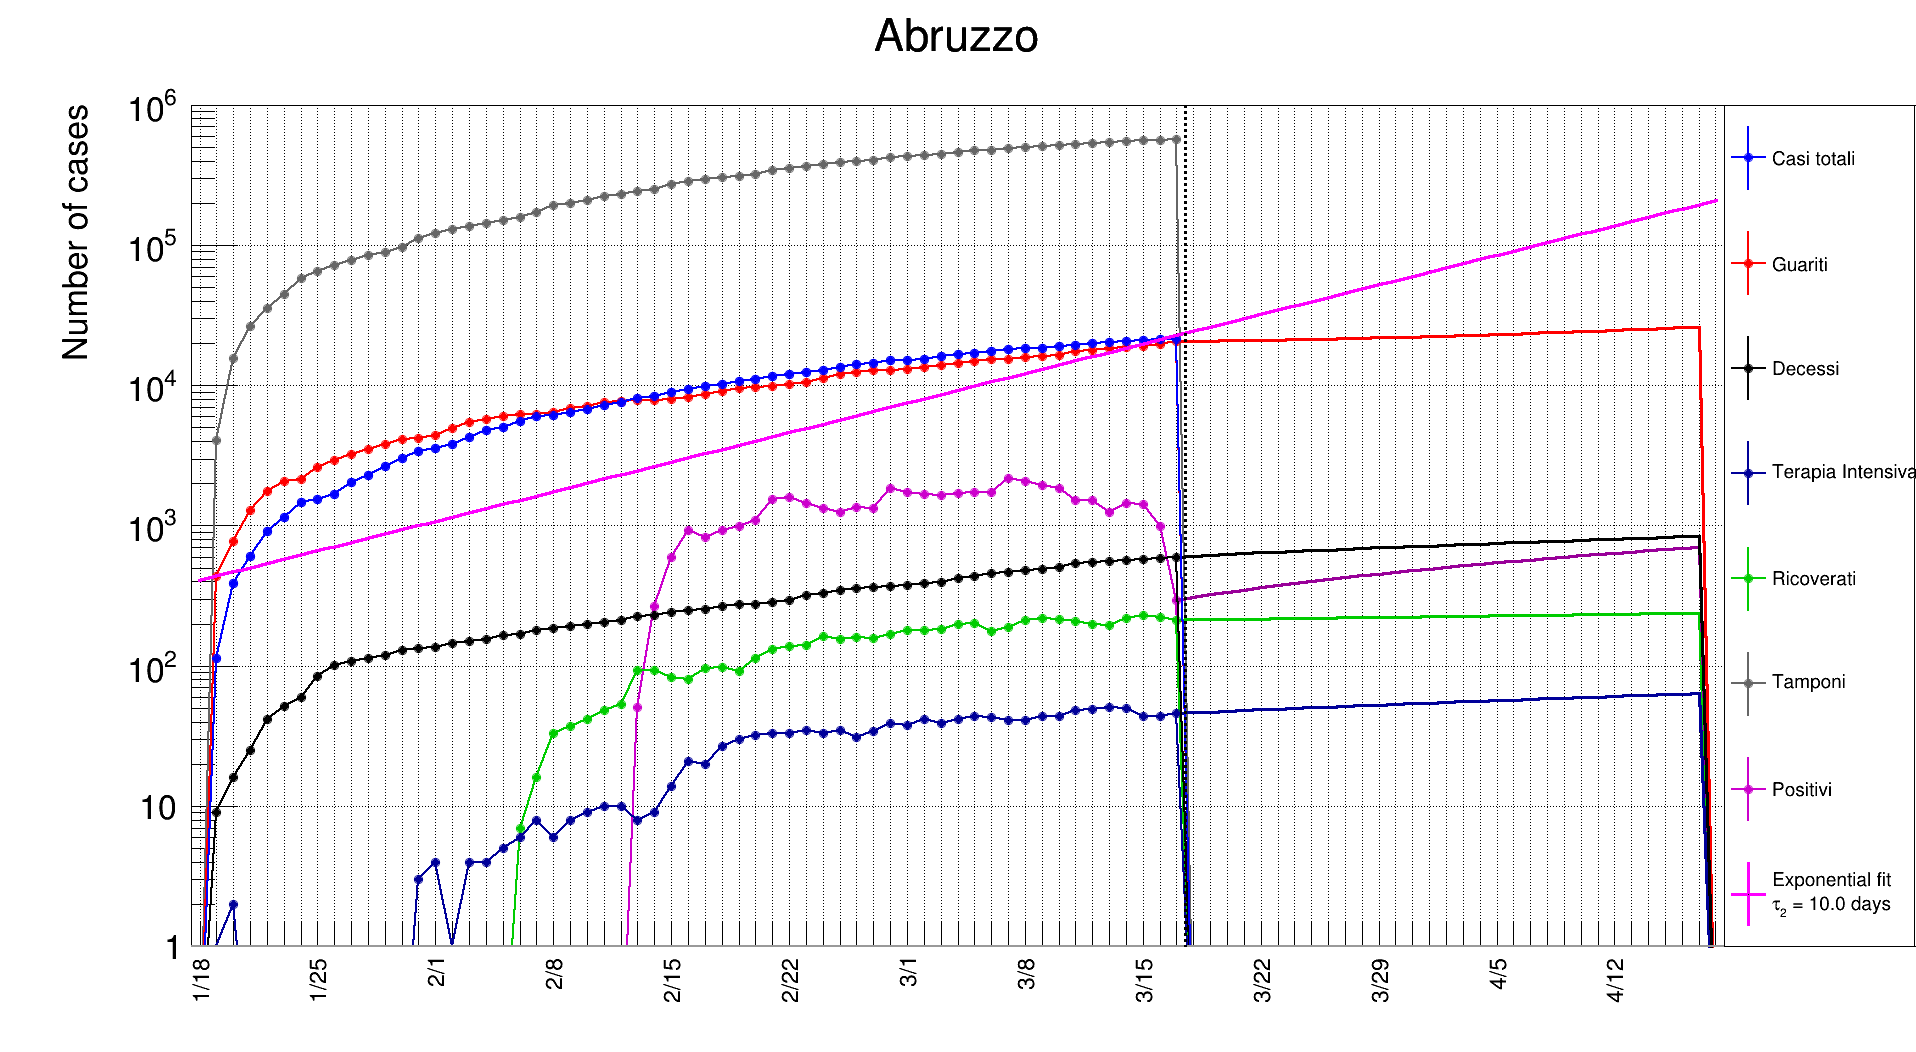 Abruzzo
Number of cases
10^6
10^5
10^4
10^3
10^2
10
1
1/18
1/25
2/1
2/8
2/15
2/22
3/1
3/8
3/15
3/22
3/29
4/5
4/12
Casi totali
Guariti
Decessi
Terapia Intensiva
Ricoverati
Tamponi
Positivi
Exponential fit
τ₂ = 10.0 days